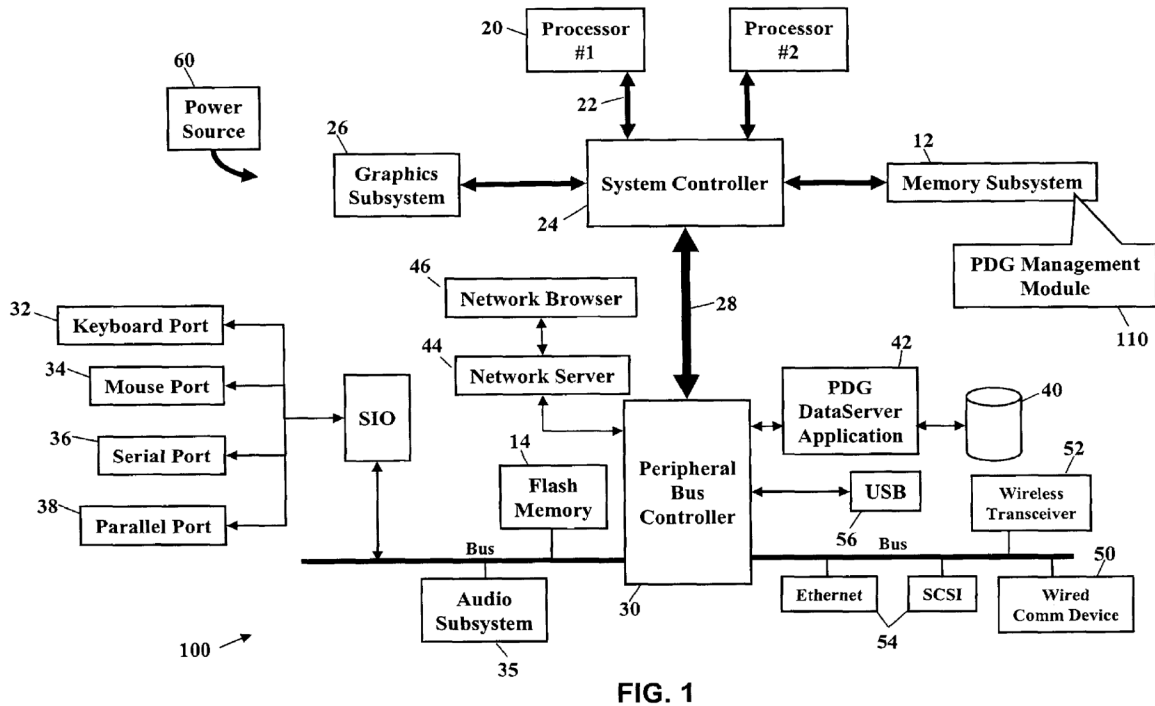 20
Processor
#1
Processor
#2
60
Power
Source
22
26
Graphics
Subsystem
System Controller
24
12
Memory Subsystem
PDG Management
Module
110
46
Network Browser
28
44
Network Server
32
Keyboard Port
34
Mouse Port
36
Serial Port
38
Parallel Port
SIO
42
PDG
DataServer
Application
40
14
Flash
Memory
Peripheral
Bus
Controller
USB
56
52
Wireless
Transceiver
Bus
Bus
Audio
Subsystem
35
30
Ethernet
SCSI
54
50
Wired
Comm Device
100
FIG. 1